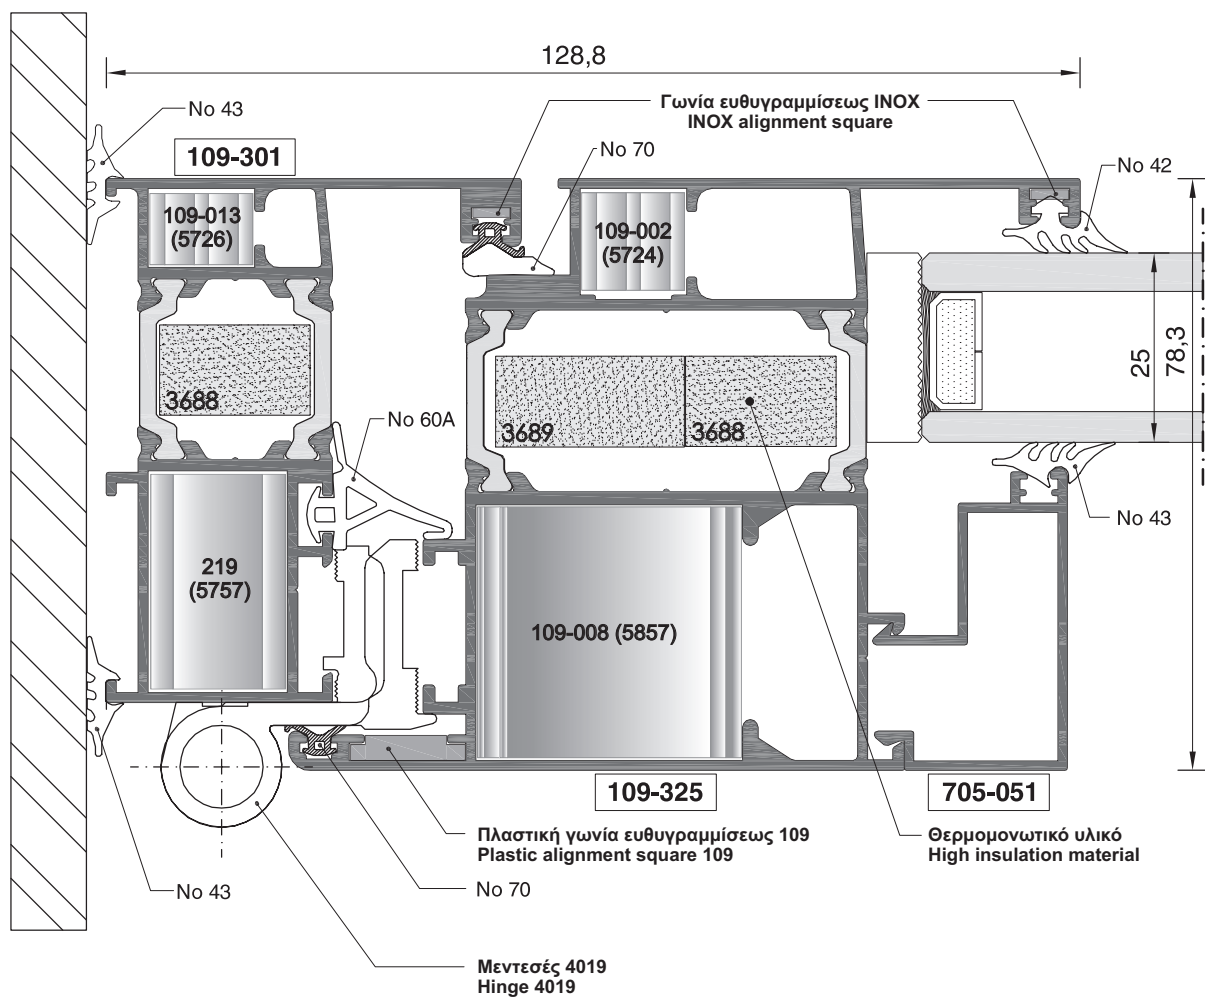 128,8
Γωνία ευθυγραμμίσεως INOX
INOX alignment square
No 43
109-301
No 70
No 42
109-013
(5726)
109-002
(5724)
25
78,3
3688
No 60A
3689
3688
No 43
219
(5757)
109-008 (5857)
109-325
705-051
Πλαστική γωνία ευθυγραμμίσεως 109
Plastic alignment square 109
Θερμομονωτικό υλικό
High insulation material
No 43
No 70
Μεντεσές 4019
Hinge 4019